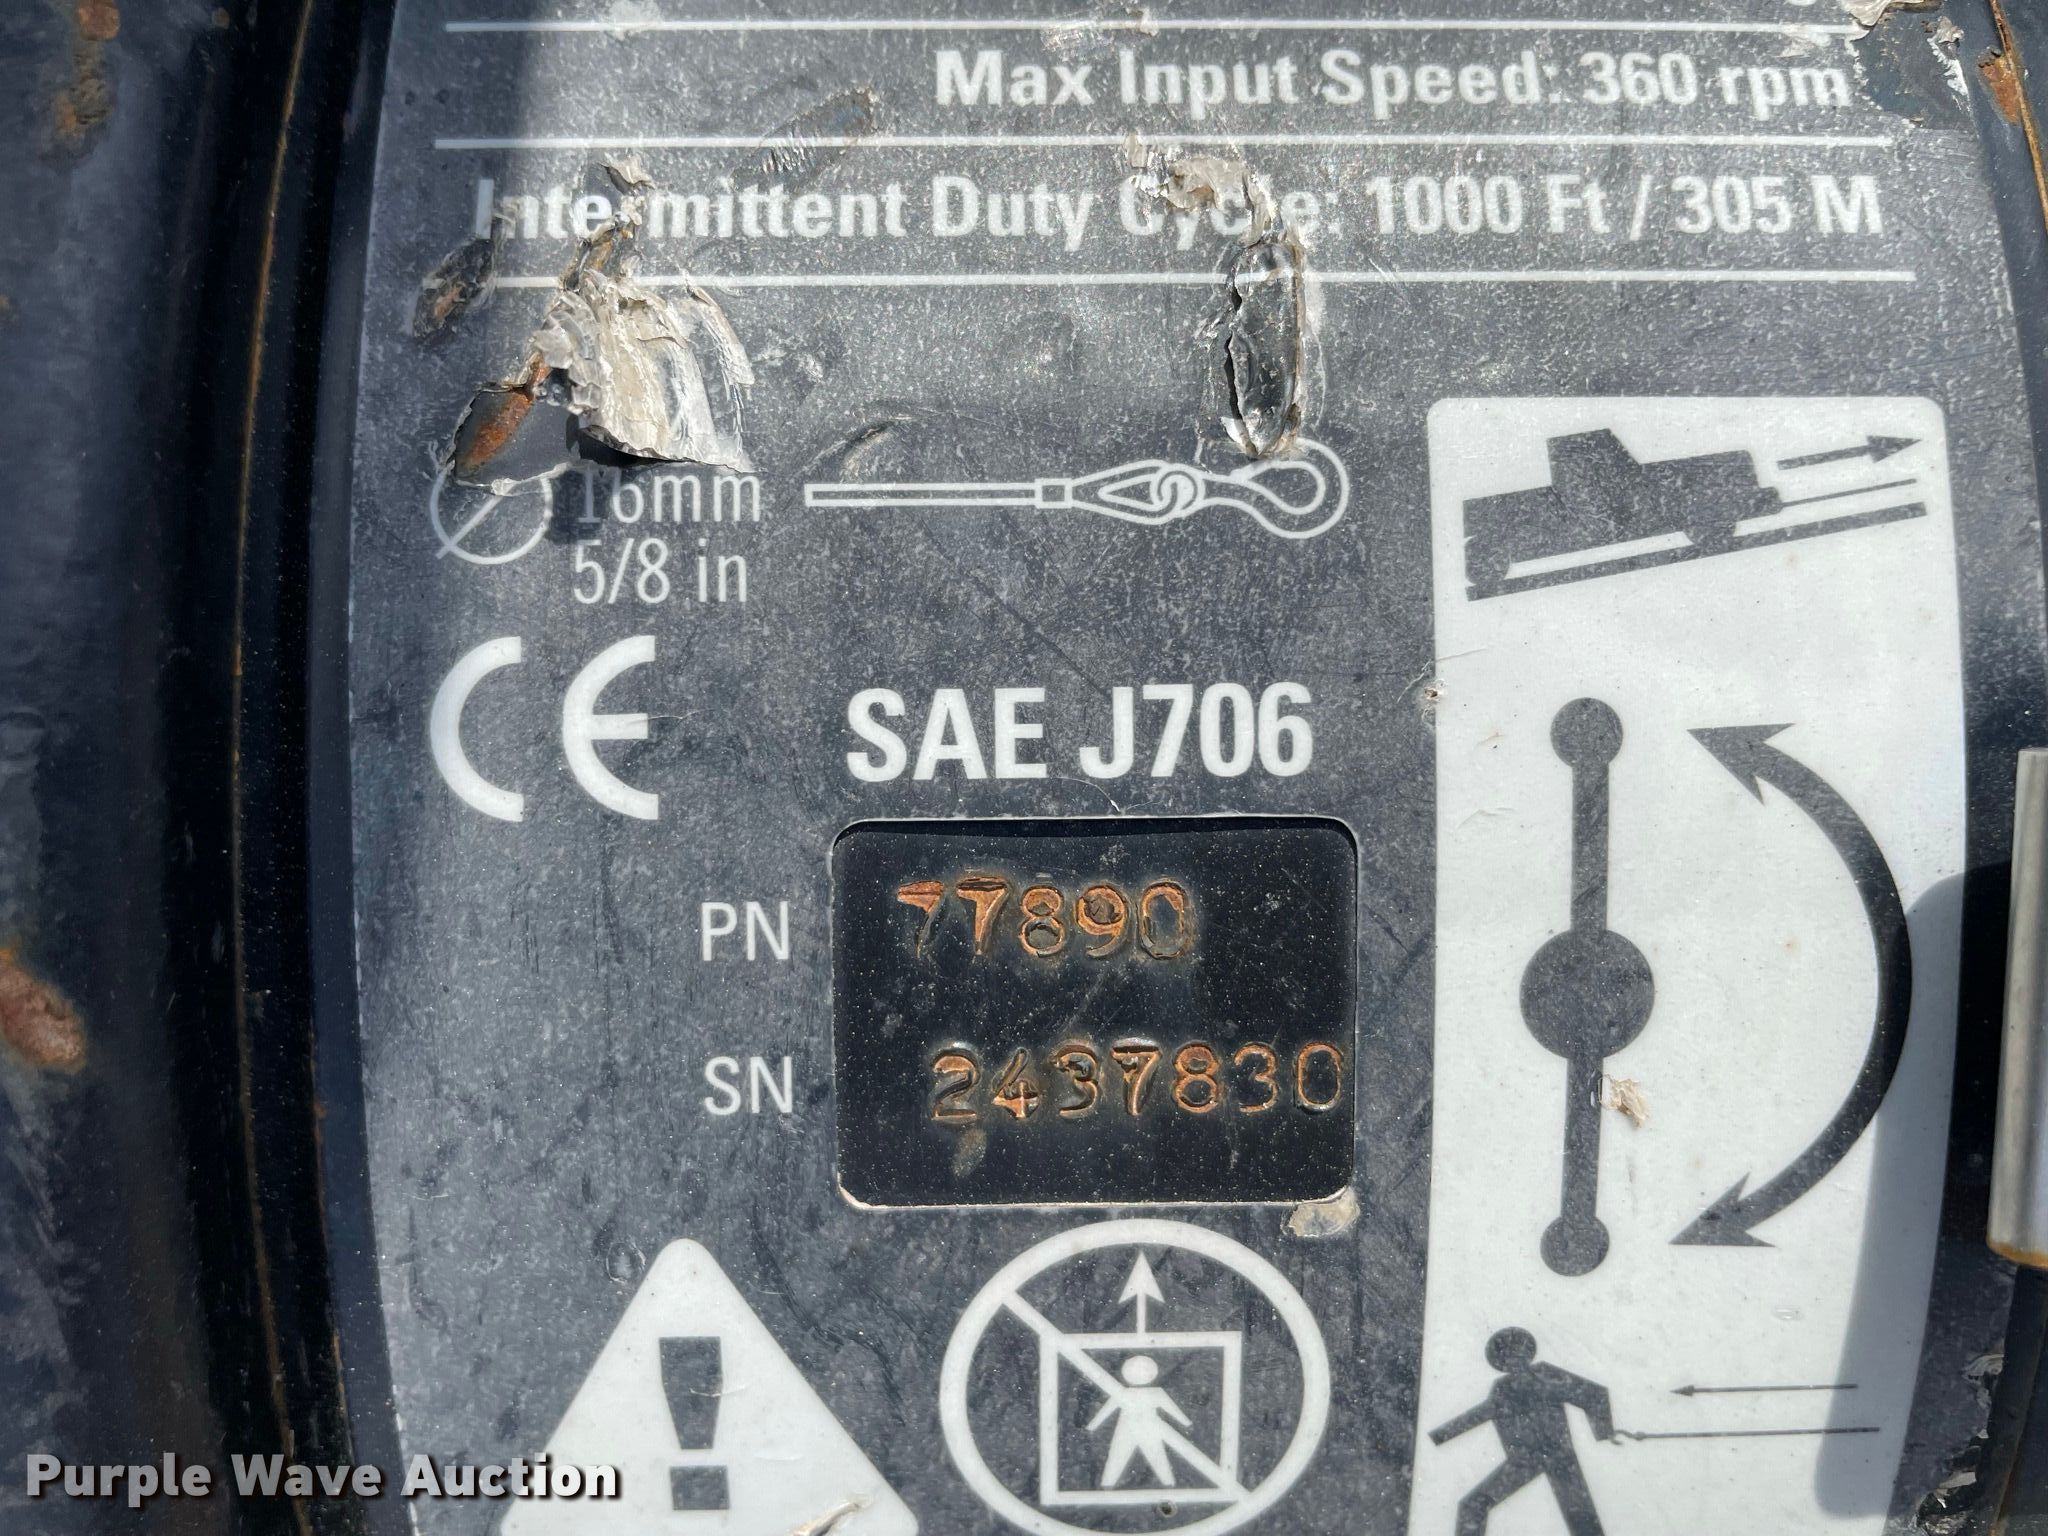 Max Input Speed: 360 rpm
Intermittent Duty Cycle: 1000 Ft / 305 M
16mm
5/8 in
CE
SAE J706
PN 77890
SN 2437830
!
Purple Wave Auction